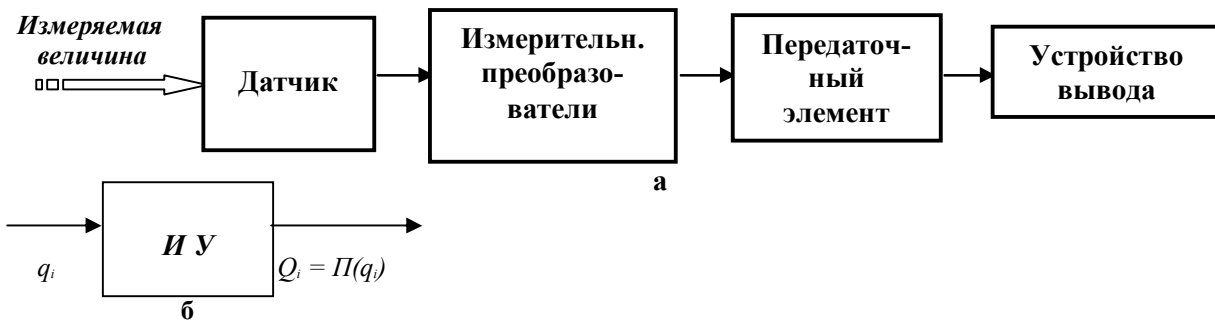 Измеряемая
величина
Датчик
Измерительн.
преобразо-
ватели
Передаточ-
ный
элемент
Устройство
вывода
а
И У
qᵢ
Qᵢ = П(qᵢ)
б